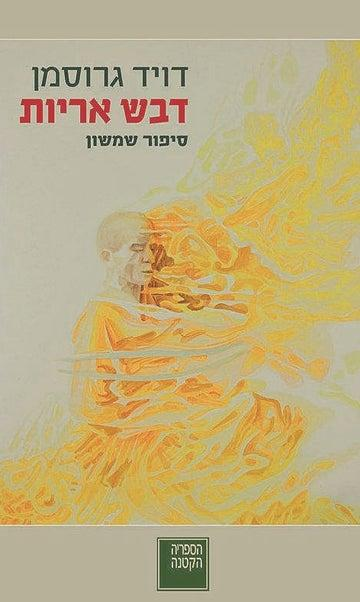 דויד גרוסמן
דבש אריות
סיפור שמשון
הספריה
הקטנה